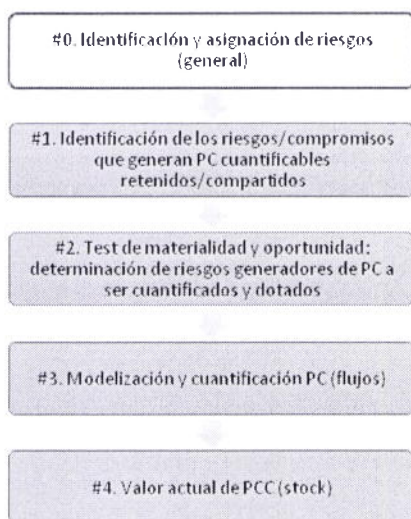 #0. Identificación y asignación de riesgos
(general)
#1. Identificación de los riesgos/compromisos
que generan PC cuantificables
retenidos/compartidos
#2. Test de materialidad y oportunidad:
determinación de riesgos generadores de PC a
ser cuantificados y dotados
#3. Modelización y cuantificación PC (flujos)
#4. Valor actual de PCC (stock)